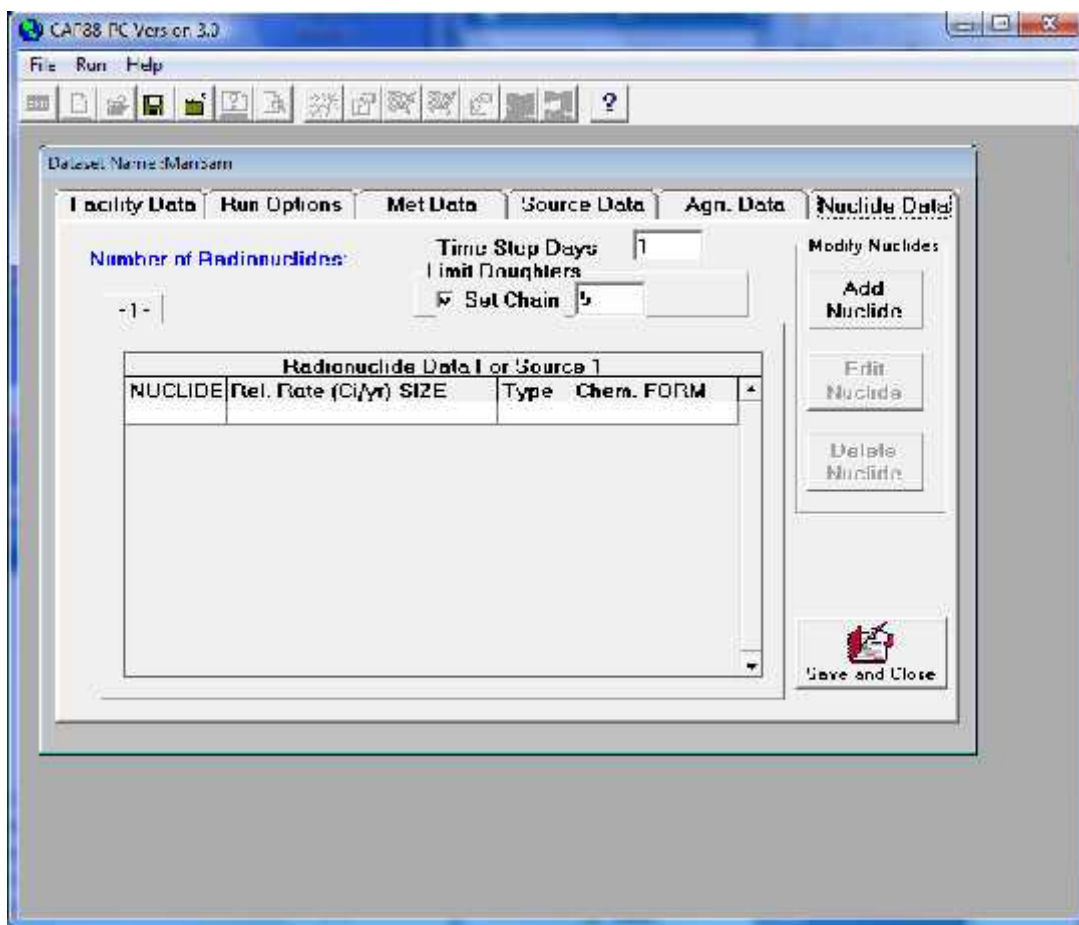 CAP88 PC Version 3.0
File Run Help
?
Dataset Name :
Facility Data Run Options Met Data Source Data Agri. Data Nuclide Data
Number of Radionuclides:
Time Step Days 1
Limit Daughters
Set Chain 5
-1-
Modify Nuclides
Add
Nuclide
Edit
Nuclide
Delete
Nuclide
Radionuclide Data For Source 1
NUCLIDE Rel. Rate (Ci/yr) SIZE Type Chem. FORM
Save and Close